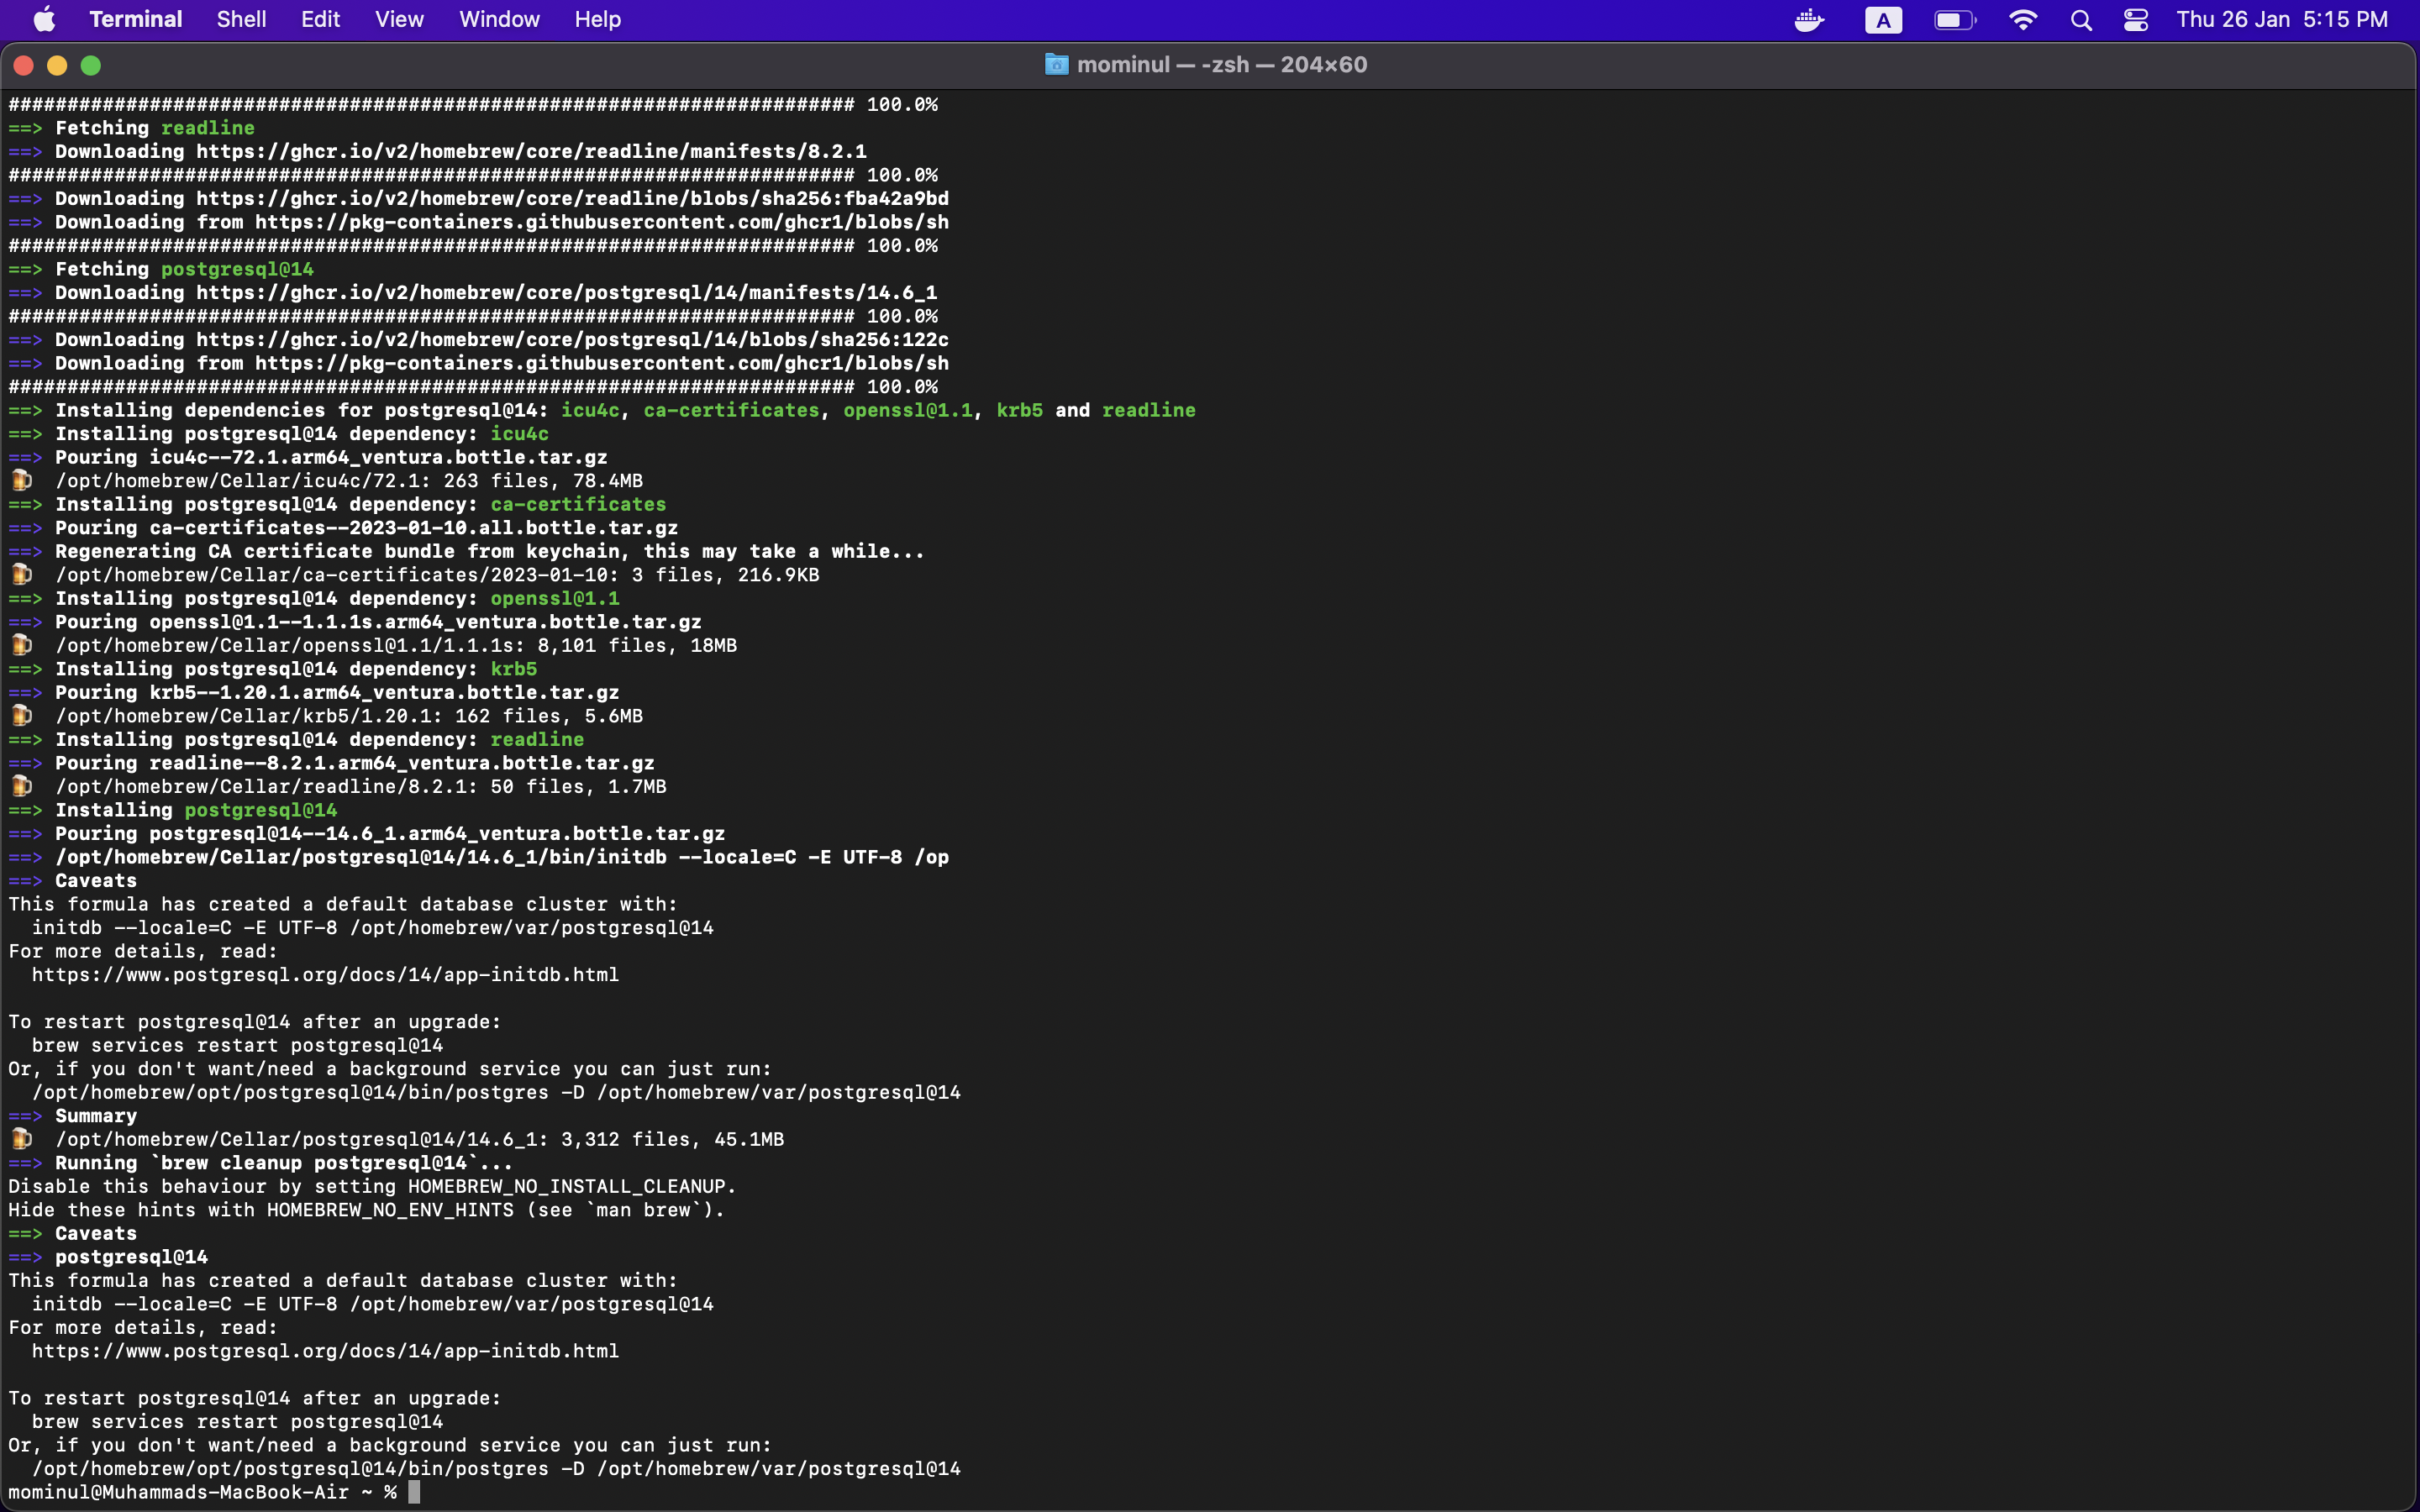 Terminal Shell Edit View Window Help A Thu 26 Jan 5:15 PM
mominul — -zsh — 204×60
######################################################################## 100.0%
==> Fetching readline
==> Downloading https://ghcr.io/v2/homebrew/core/readline/manifests/8.2.1
######################################################################## 100.0%
==> Downloading https://ghcr.io/v2/homebrew/core/readline/blobs/sha256:fba42a9bd
==> Downloading from https://pkg-containers.githubusercontent.com/ghcr1/blobs/sh
######################################################################## 100.0%
==> Fetching postgresql@14
==> Downloading https://ghcr.io/v2/homebrew/core/postgresql/14/manifests/14.6_1
######################################################################## 100.0%
==> Downloading https://ghcr.io/v2/homebrew/core/postgresql/14/blobs/sha256:122c
==> Downloading from https://pkg-containers.githubusercontent.com/ghcr1/blobs/sh
######################################################################## 100.0%
==> Installing dependencies for postgresql@14: icu4c, ca-certificates, openssl@1.1, krb5 and readline
==> Installing postgresql@14 dependency: icu4c
==> Pouring icu4c--72.1.arm64_ventura.bottle.tar.gz
🍺  /opt/homebrew/Cellar/icu4c/72.1: 263 files, 78.4MB
==> Installing postgresql@14 dependency: ca-certificates
==> Pouring ca-certificates--2023-01-10.all.bottle.tar.gz
==> Regenerating CA certificate bundle from keychain, this may take a while...
🍺  /opt/homebrew/Cellar/ca-certificates/2023-01-10: 3 files, 216.9KB
==> Installing postgresql@14 dependency: openssl@1.1
==> Pouring openssl@1.1--1.1.1s.arm64_ventura.bottle.tar.gz
🍺  /opt/homebrew/Cellar/openssl@1.1/1.1.1s: 8,101 files, 18MB
==> Installing postgresql@14 dependency: krb5
==> Pouring krb5--1.20.1.arm64_ventura.bottle.tar.gz
🍺  /opt/homebrew/Cellar/krb5/1.20.1: 162 files, 5.6MB
==> Installing postgresql@14 dependency: readline
==> Pouring readline--8.2.1.arm64_ventura.bottle.tar.gz
🍺  /opt/homebrew/Cellar/readline/8.2.1: 50 files, 1.7MB
==> Installing postgresql@14
==> Pouring postgresql@14--14.6_1.arm64_ventura.bottle.tar.gz
==> /opt/homebrew/Cellar/postgresql@14/14.6_1/bin/initdb --locale=C -E UTF-8 /op
==> Caveats
This formula has created a default database cluster with:
  initdb --locale=C -E UTF-8 /opt/homebrew/var/postgresql@14
For more details, read:
  https://www.postgresql.org/docs/14/app-initdb.html

To restart postgresql@14 after an upgrade:
  brew services restart postgresql@14
Or, if you don't want/need a background service you can just run:
  /opt/homebrew/opt/postgresql@14/bin/postgres -D /opt/homebrew/var/postgresql@14
==> Summary
🍺  /opt/homebrew/Cellar/postgresql@14/14.6_1: 3,312 files, 45.1MB
==> Running `brew cleanup postgresql@14`...
Disable this behaviour by setting HOMEBREW_NO_INSTALL_CLEANUP.
Hide these hints with HOMEBREW_NO_ENV_HINTS (see `man brew`).
==> Caveats
==> postgresql@14
This formula has created a default database cluster with:
  initdb --locale=C -E UTF-8 /opt/homebrew/var/postgresql@14
For more details, read:
  https://www.postgresql.org/docs/14/app-initdb.html

To restart postgresql@14 after an upgrade:
  brew services restart postgresql@14
Or, if you don't want/need a background service you can just run:
  /opt/homebrew/opt/postgresql@14/bin/postgres -D /opt/homebrew/var/postgresql@14
mominul@Muhammads-MacBook-Air ~ %